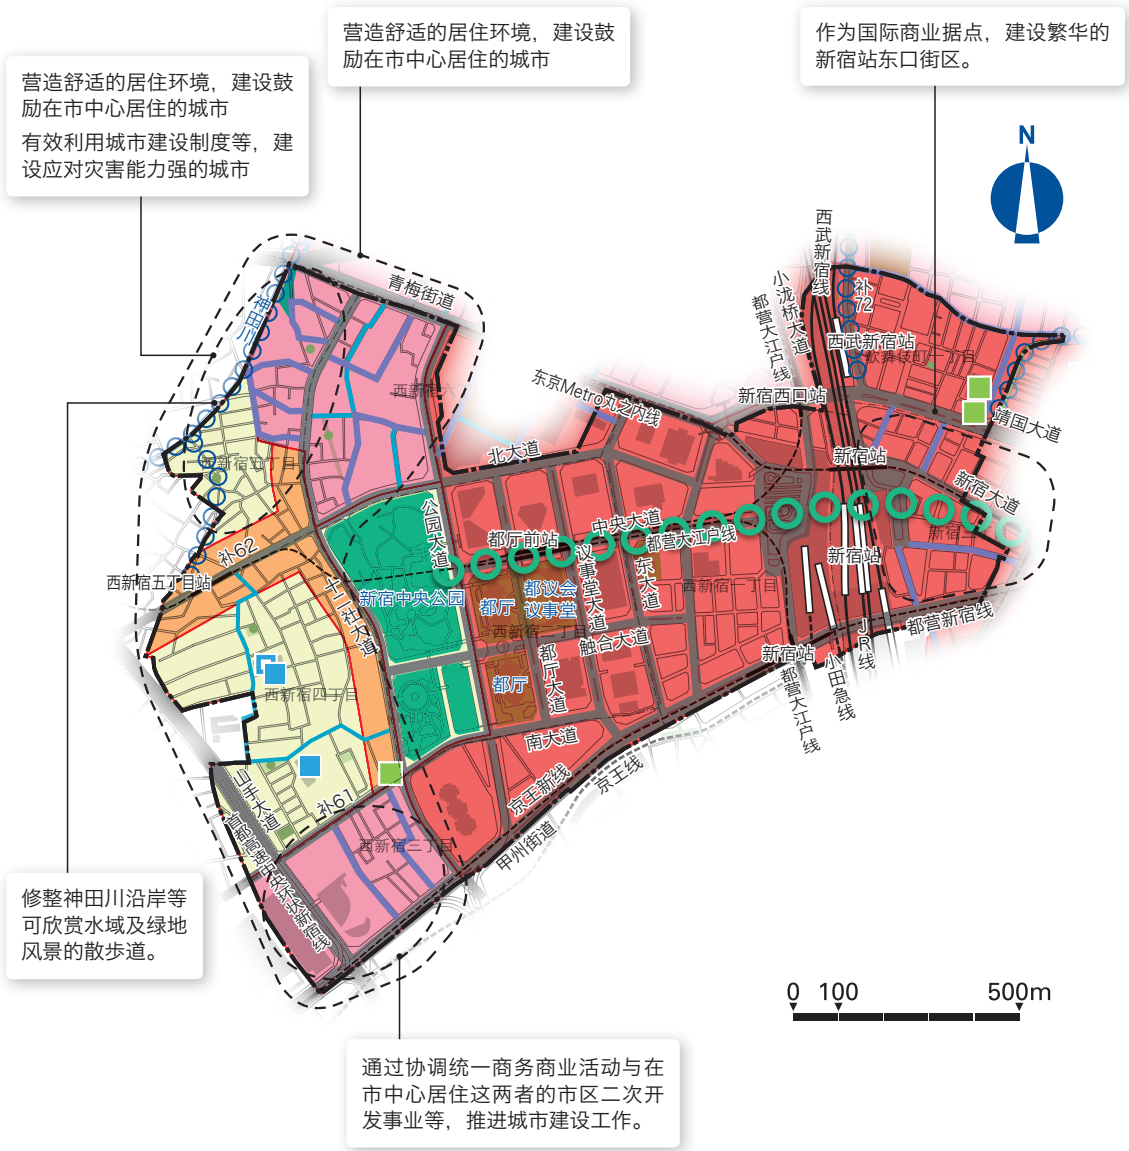 营造舒适的居住环境，建设鼓
励在市中心居住的城市
作为国际商业据点，建设繁华的
新宿站东口街区。
营造舒适的居住环境，建设鼓
励在市中心居住的城市
有效利用城市建设制度等，建
设应对灾害能力强的城市
N
西武新宿线
小泷桥大道
都营大江户线
补72
青梅街道
神田川
西武新宿站
歌舞伎町一丁目
西新宿六丁目
东京Metro丸之内线
新宿西口站
靖国大道
北大道
新宿站
西新宿五丁目
新宿大道
公园大道
中央大道
都厅前站
都营大江户线
新宿三
补62
新宿站
西新宿五丁目站
十二社大道
新宿中央公园
都厅
都议会
议事堂
议事堂大道
东大道
西新宿一丁目
西新宿二丁目
融合大道
都营新宿线
JR线
新宿站
都厅大道
都厅
西新宿四丁目
小田急线
都营大江户线
南大道
京王新线
京王线
山手大道
补61
首都高速中央环状新宿线
西新宿三丁目
甲州街道
修整神田川沿岸等
可欣赏水域及绿地
风景的散步道。
0 100 500m
通过协调统一商务商业活动与在
市中心居住这两者的市区二次开
发事业等，推进城市建设工作。